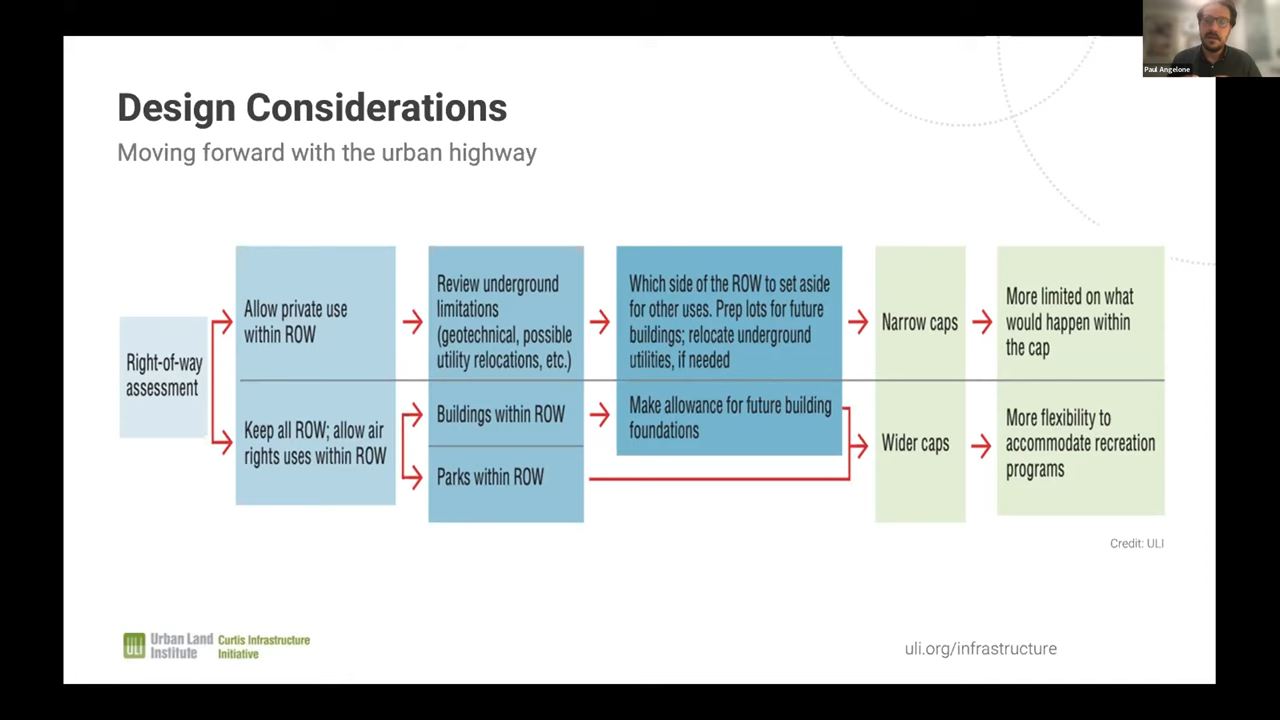 Paul Angelone
Design Considerations
Moving forward with the urban highway
Right-of-way
assessment
Allow private use
within ROW
Review underground
limitations
(geotechnical, possible
utility relocations, etc.)
Which side of the ROW to set aside
for other uses. Prep lots for future
buildings; relocate underground
utilities, if needed
Narrow caps
More limited on what
would happen within
the cap
Keep all ROW; allow air
rights uses within ROW
Buildings within ROW
Parks within ROW
Make allowance for future building
foundations
Wider caps
More flexibility to
accommodate recreation
programs
Credit: ULI
ULI
Urban Land
Institute
Curtis Infrastructure
Initiative
uli.org/infrastructure